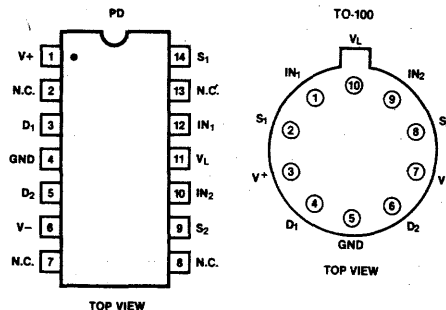 PD
V+ 1 14 S1
N.C. 2 13 N.C.
D1 3 12 IN1
GND 4 11 VL
D2 5 10 IN2
V− 6 9 S2
N.C. 7 8 N.C.
TOP VIEW
TO-100
VL
IN1 10 IN2
1 9
S1 2 8 S
V+ 3 7 V
4 6
D1 5 D2
GND
TOP VIEW